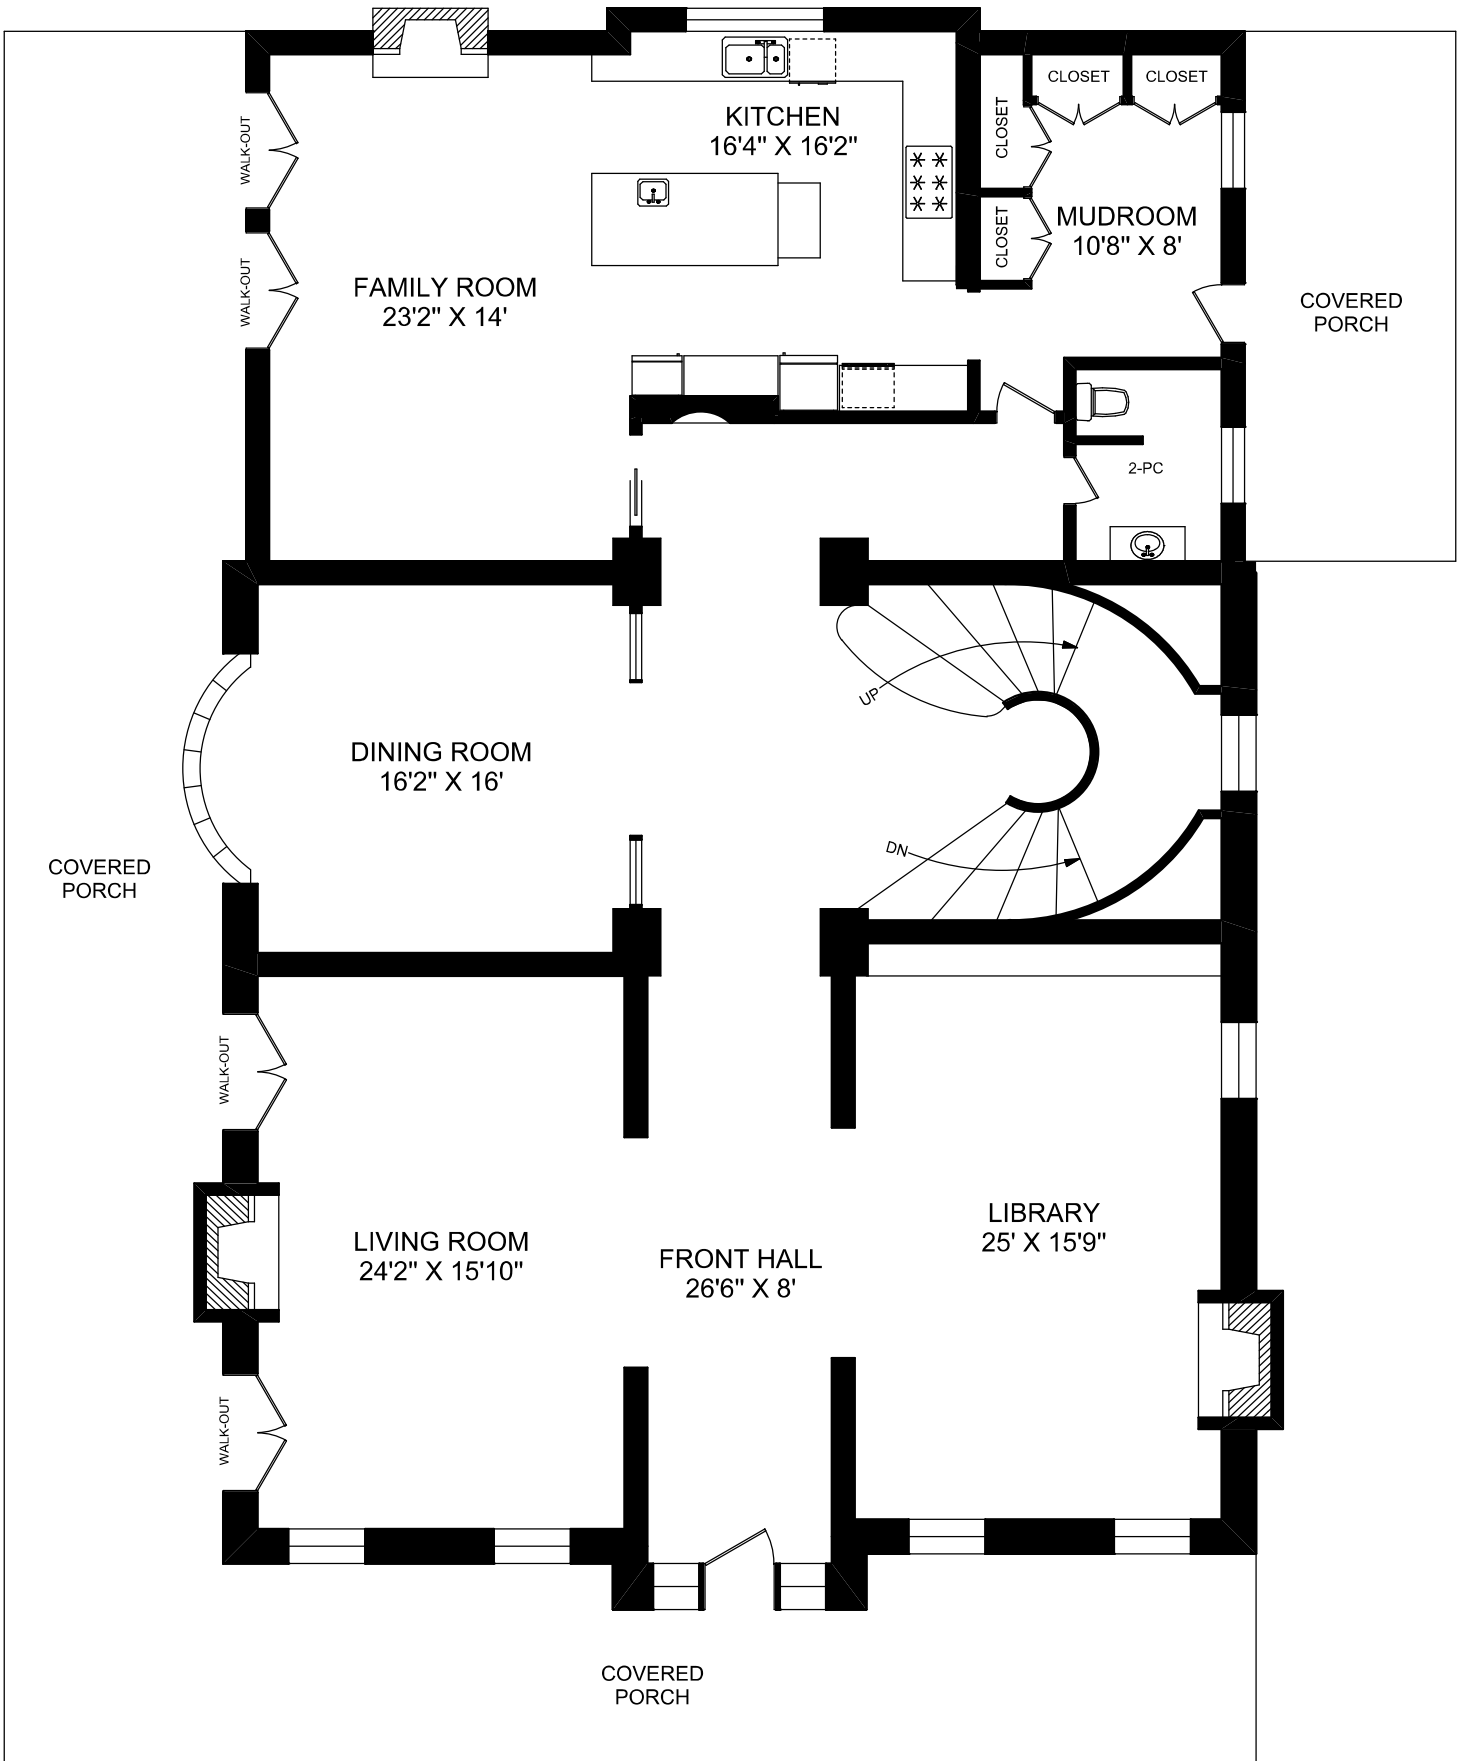 WALK-OUT
WALK-OUT
KITCHEN
16'4" X 16'2"
CLOSET
CLOSET
CLOSET
CLOSET
MUDROOM
10'8" X 8'
FAMILY ROOM
23'2" X 14'
COVERED
PORCH
2-PC
UP
DINING ROOM
16'2" X 16'
DN
COVERED
PORCH
WALK-OUT
LIVING ROOM
24'2" X 15'10"
FRONT HALL
26'6" X 8'
LIBRARY
25' X 15'9"
WALK-OUT
COVERED
PORCH